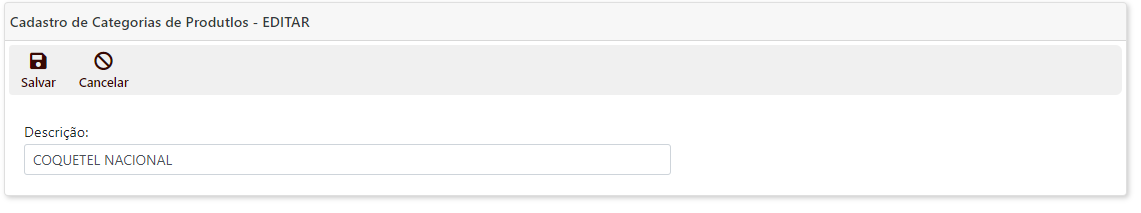 Cadastro de Categorias de Produtlos - EDITAR
Salvar Cancelar
Descrição:
COQUETEL NACIONAL